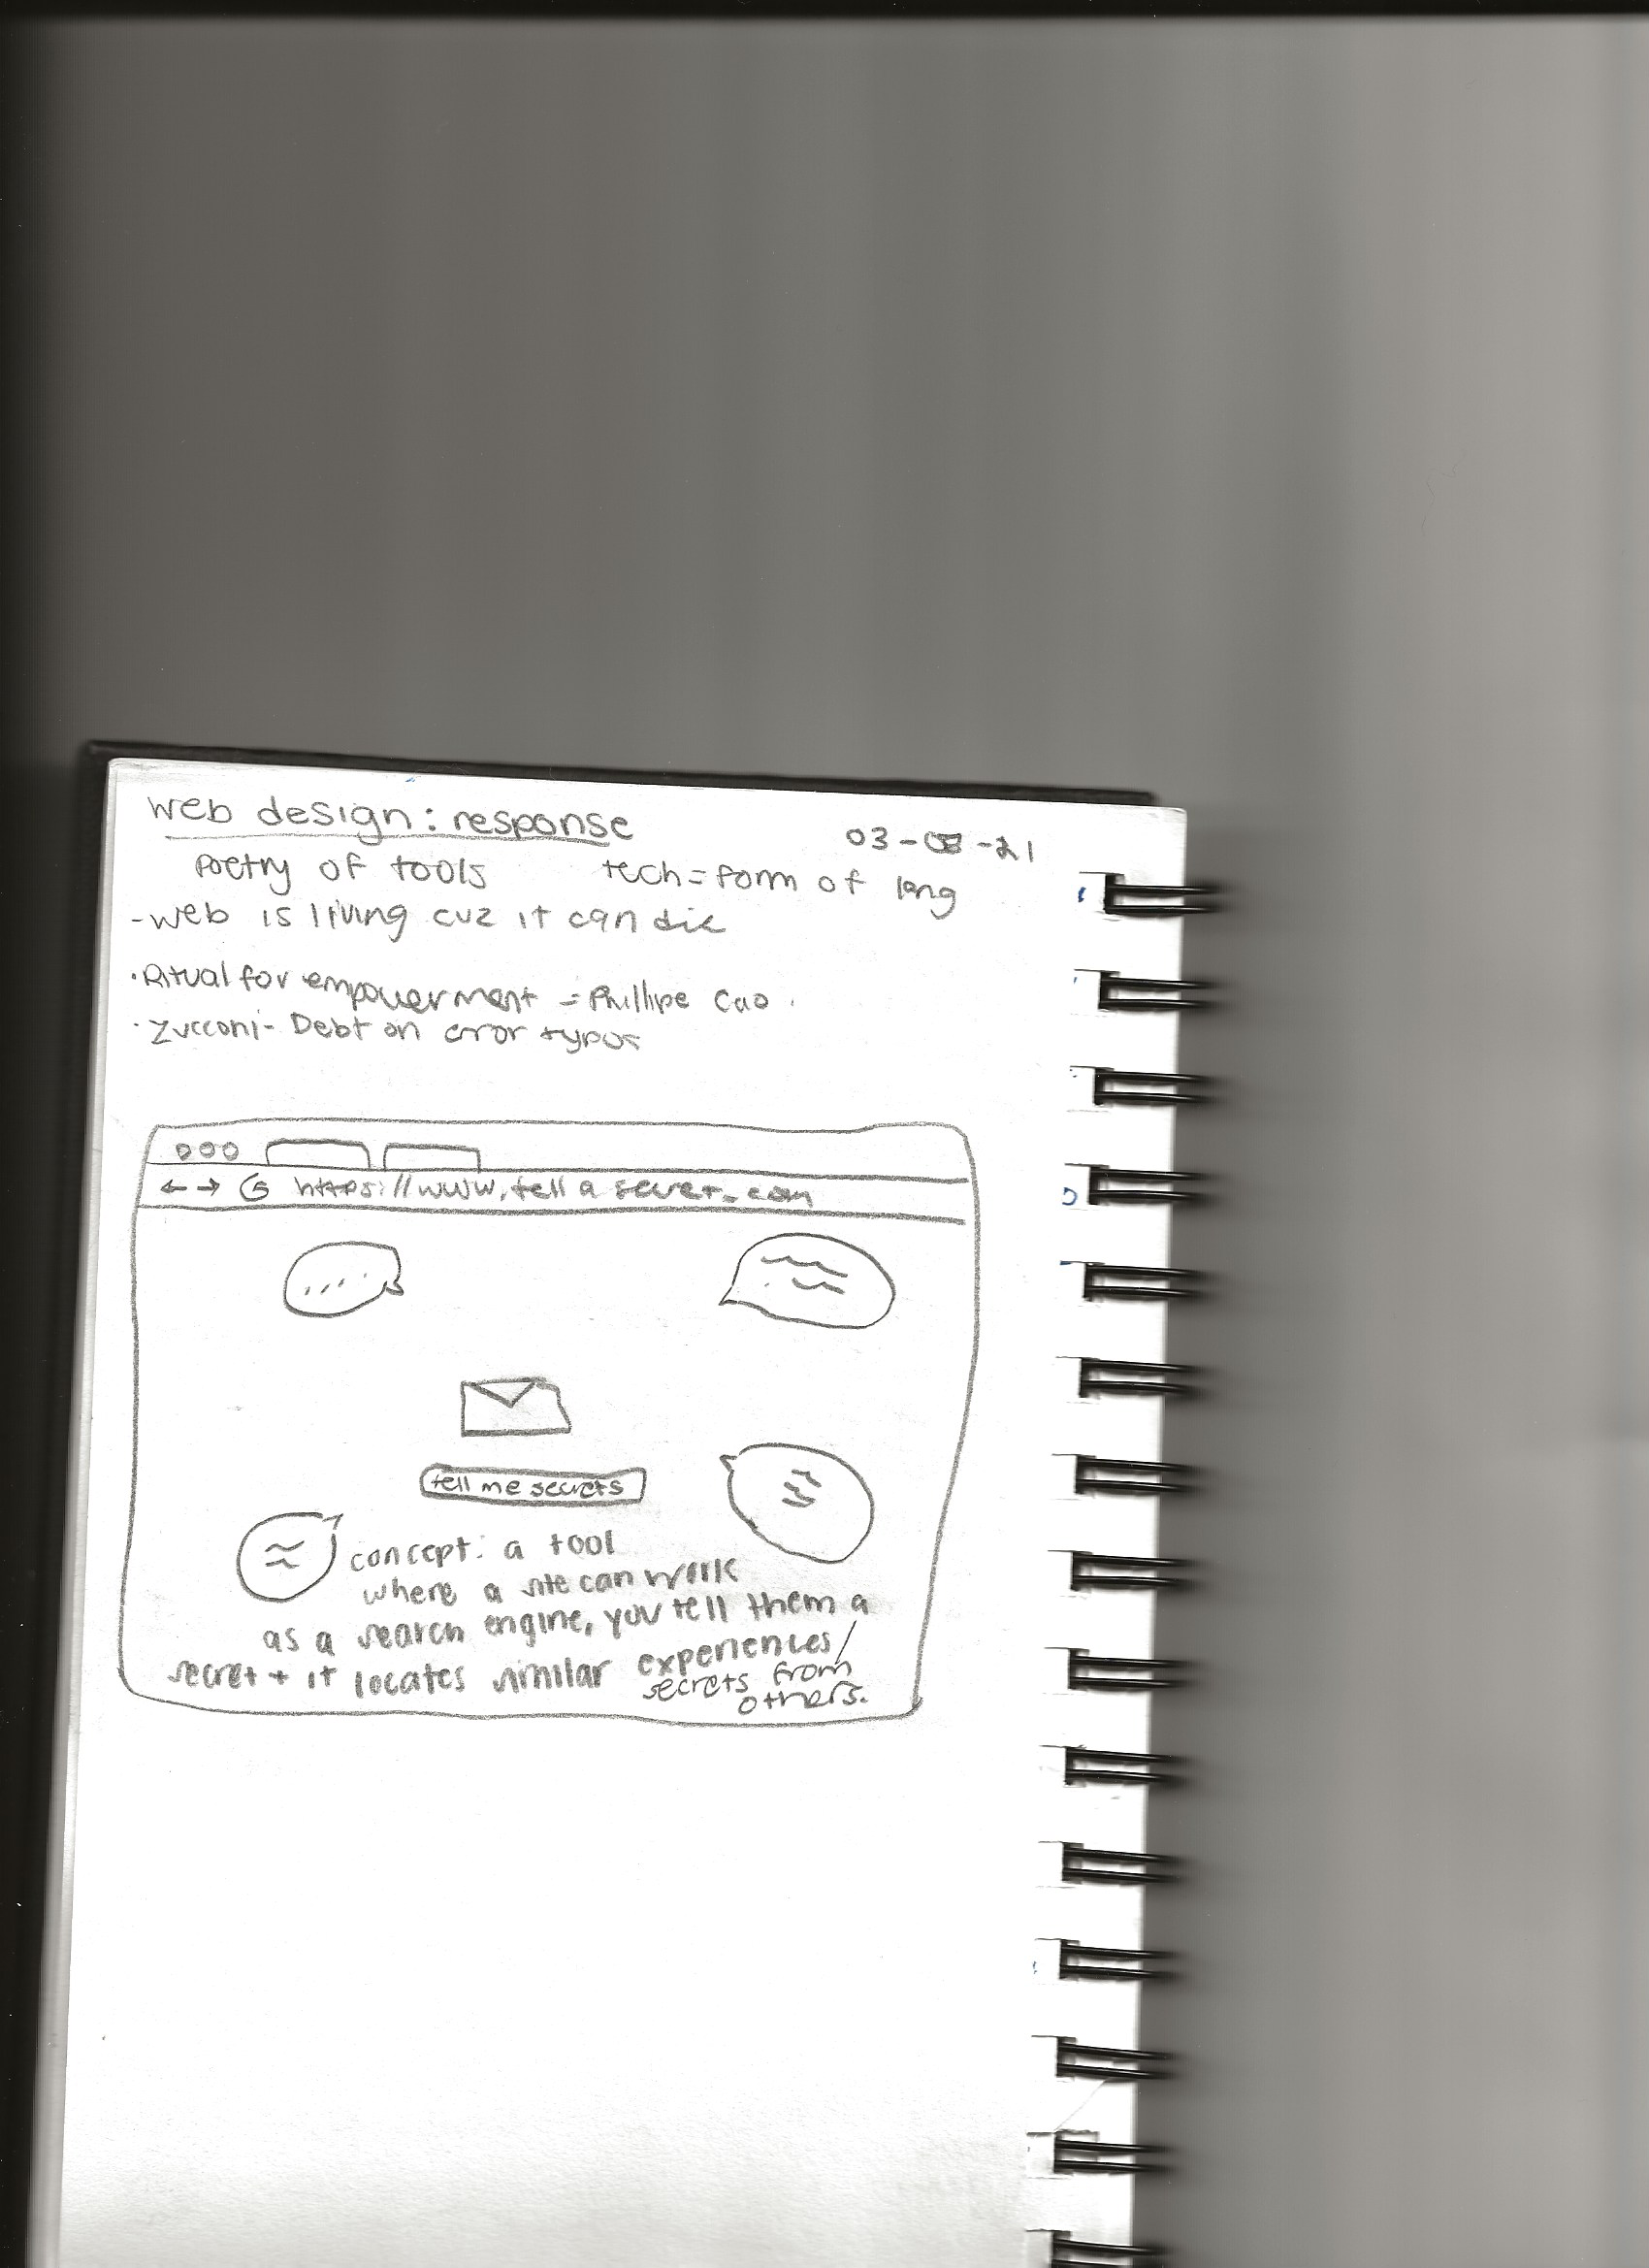 web design: response
03- -21
Poetry of tools tech=form of lang
-web is living cuz it can die
·Ritual for empowerment = Phillipe Cao.
·Zucconi- Debt on error typos
← → https://www.tell a secret.com
tell me secrets
concept: a tool
where a site can work
as a search engine, you tell them a
secret + it locates similar experiences/
secrets from
others.